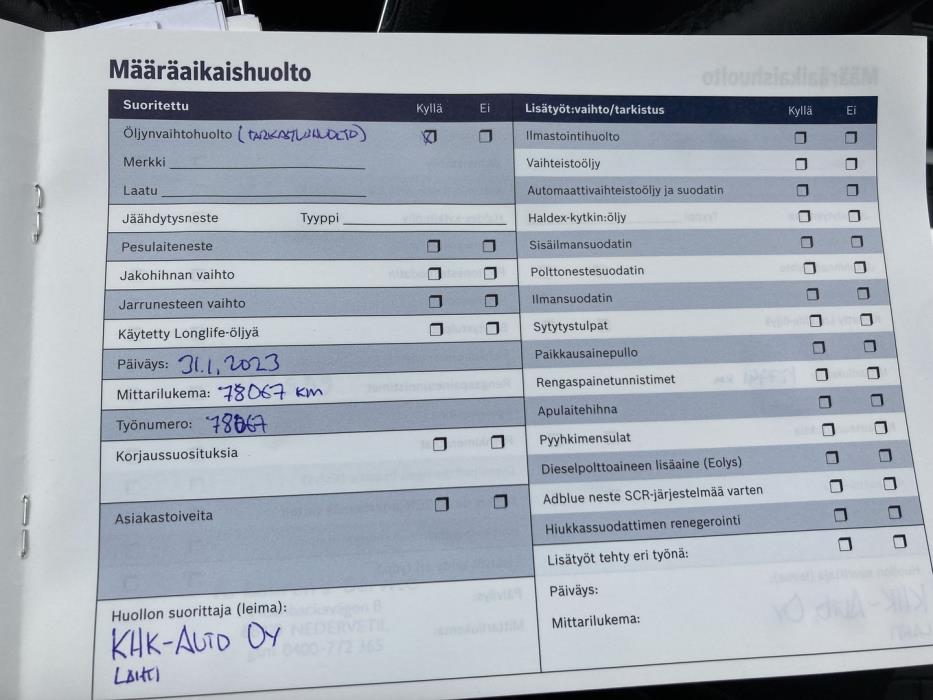 Määräaikaishuolto
Suoritettu Kyllä Ei
Öljynvaihtohuolto (TARKASTUSHUOLTO)
Merkki
Laatu
Jäähdytysneste Tyyppi
Pesulaiteneste
Jakohihnan vaihto
Jarrunesteen vaihto
Käytetty Longlife-öljyä
Päiväys: 31.1.2023
Mittarilukema: 78067 km
Työnumero: 78067
Korjaussuosituksia
Asiakastoiveita
Huollon suorittaja (leima):
KHK-AUTO OY
LAHTI
Lisätyöt:vaihto/tarkistus Kyllä Ei
Ilmastointihuolto
Vaihteistoöljy
Automaattivaihteistoöljy ja suodatin
Haldex-kytkin:öljy
Sisäilmansuodatin
Polttonestesuodatin
Ilmansuodatin
Sytytystulpat
Paikkausainepullo
Rengaspainetunnistimet
Apulaitehihna
Pyyhkimensulat
Dieselpolttoaineen lisäaine (Eolys)
Adblue neste SCR-järjestelmää varten
Hiukkassuodattimen renegerointi
Lisätyöt tehty eri työnä:
Päiväys:
Mittarilukema: